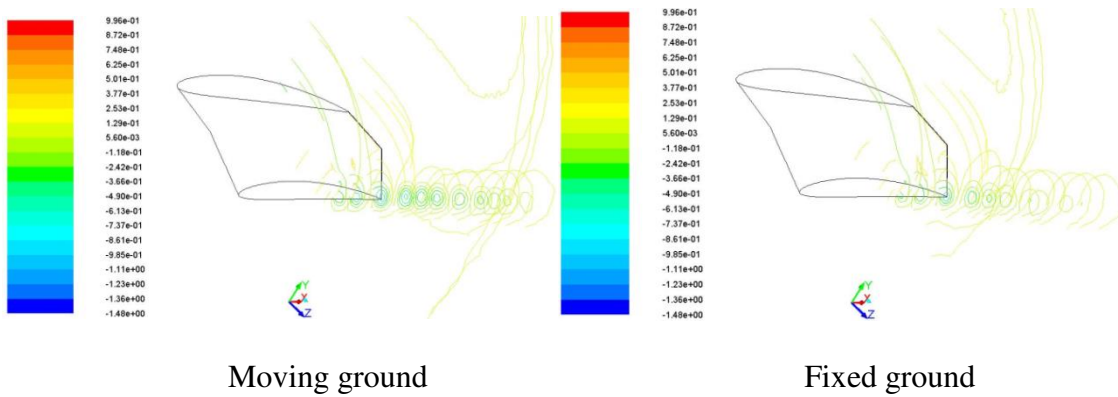 9.96e-01
8.72e-01
7.48e-01
6.25e-01
5.01e-01
3.77e-01
2.53e-01
1.29e-01
5.60e-03
-1.18e-01
-2.42e-01
-3.66e-01
-4.90e-01
-6.13e-01
-7.37e-01
-8.61e-01
-9.85e-01
-1.11e+00
-1.23e+00
-1.36e+00
-1.48e+00
Y
X
Z
Moving ground
9.96e-01
8.72e-01
7.48e-01
6.25e-01
5.01e-01
3.77e-01
2.53e-01
1.29e-01
5.60e-03
-1.18e-01
-2.42e-01
-3.66e-01
-4.90e-01
-6.13e-01
-7.37e-01
-8.61e-01
-9.85e-01
-1.11e+00
-1.23e+00
-1.36e+00
-1.48e+00
Y
X
Z
Fixed ground